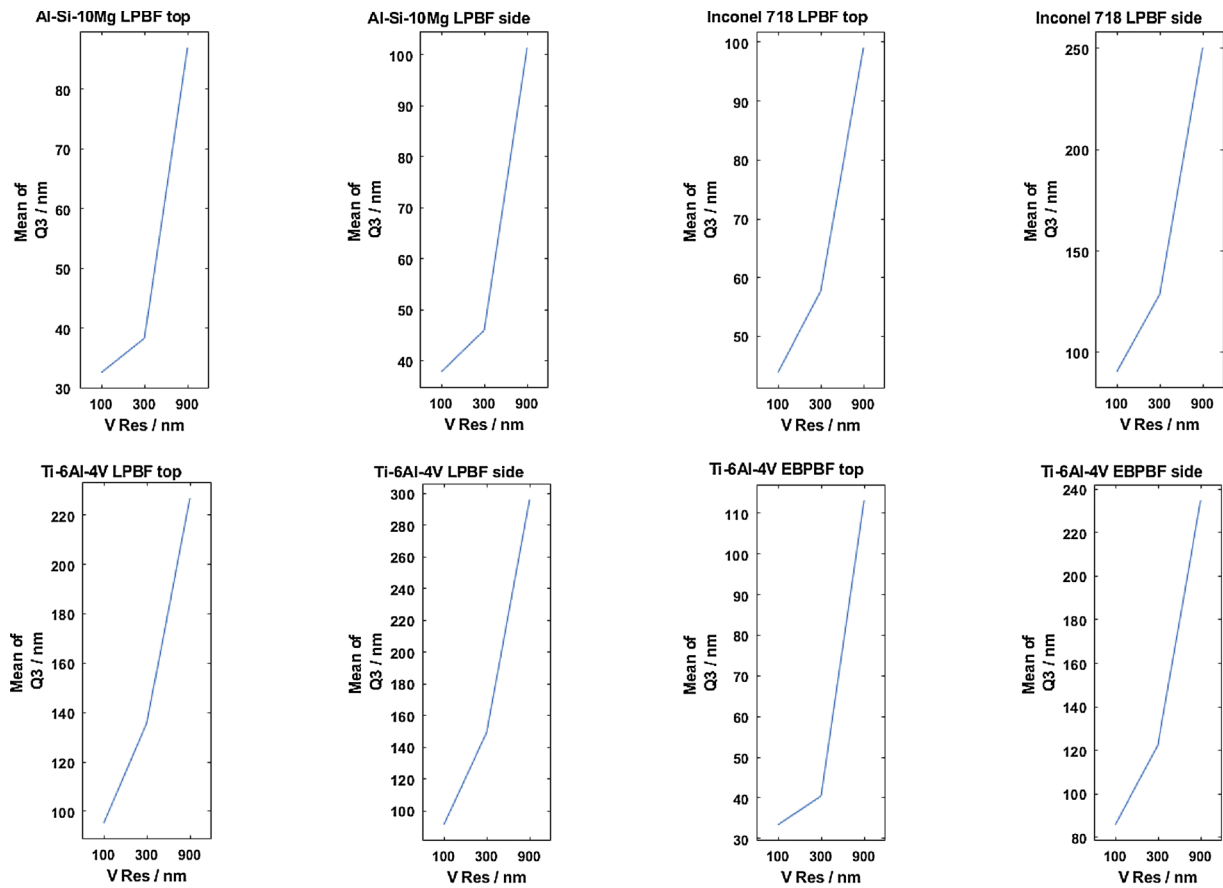 Al-Si-10Mg LPBF top
80
70
60
50
40
30
Mean of
Q3 / nm
100 300 900
V Res / nm
Al-Si-10Mg LPBF side
100
90
80
70
60
50
40
Mean of
Q3 / nm
100 300 900
V Res / nm
Inconel 718 LPBF top
100
90
80
70
60
50
Mean of
Q3 / nm
100 300 900
V Res / nm
Inconel 718 LPBF side
250
200
150
100
Mean of
Q3 / nm
100 300 900
V Res / nm
Ti-6Al-4V LPBF top
220
200
180
160
140
120
100
Mean of
Q3 / nm
100 300 900
V Res / nm
Ti-6Al-4V LPBF side
300
280
260
240
220
200
180
160
140
120
100
Mean of
Q3 / nm
100 300 900
V Res / nm
Ti-6Al-4V EBPBF top
110
100
90
80
70
60
50
40
30
Mean of
Q3 / nm
100 300 900
V Res / nm
Ti-6Al-4V EBPBF side
240
220
200
180
160
140
120
100
80
Mean of
Q3 / nm
100 300 900
V Res / nm